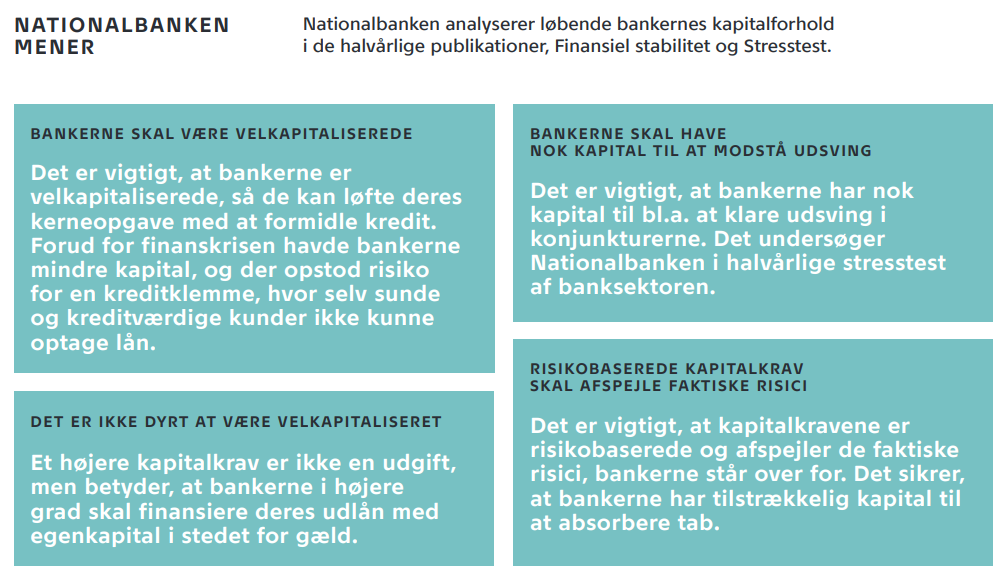 NATIONALBANKEN
MENER
Nationalbanken analyserer løbende bankernes kapitalforhold
i de halvårlige publikationer, Finansiel stabilitet og Stresstest.
BANKERNE SKAL VÆRE VELKAPITALISEREDE
Det er vigtigt, at bankerne er
velkapitaliserede, så de kan løfte deres
kerneopgave med at formidle kredit.
Forud for finanskrisen havde bankerne
mindre kapital, og der opstod risiko
for en kreditklemme, hvor selv sunde
og kreditværdige kunder ikke kunne
optage lån.
DET ER IKKE DYRT AT VÆRE VELKAPITALISERET
Et højere kapitalkrav er ikke en udgift,
men betyder, at bankerne i højere
grad skal finansiere deres udlån med
egenkapital i stedet for gæld.
BANKERNE SKAL HAVE
NOK KAPITAL TIL AT MODSTÅ UDSVING
Det er vigtigt, at bankerne har nok
kapital til bl.a. at klare udsving i
konjunkturerne. Det undersøger
Nationalbanken i halvårlige stresstest
af banksektoren.
RISIKOBASEREDE KAPITALKRAV
SKAL AFSPEJLE FAKTISKE RISICI
Det er vigtigt, at kapitalkravene er
risikobaserede og afspejler de faktiske
risici, bankerne står over for. Det sikrer,
at bankerne har tilstrækkelig kapital til
at absorbere tab.